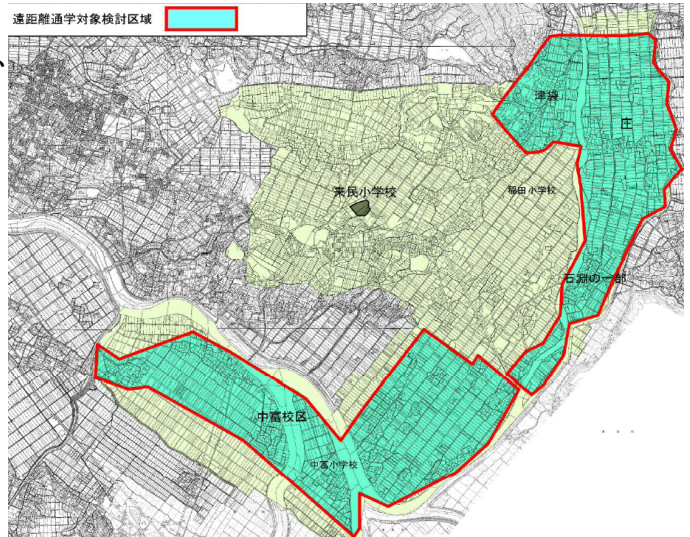 遠距離通学対象検討区域
津袋
庄
来民小学校
稲田小学校
石淵の一部
中富校区
中富小学校